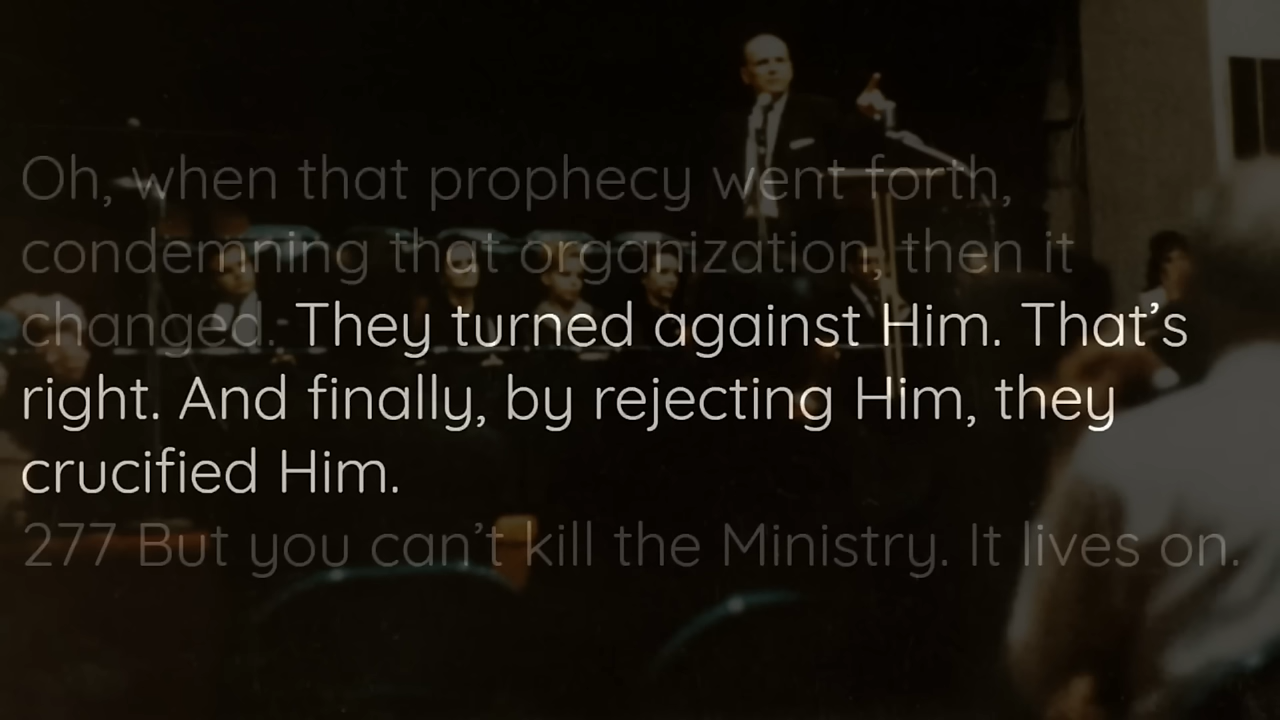 Oh, when that prophecy went forth,
condemning that organization, then it
changed. They turned against Him. That’s
right. And finally, by rejecting Him, they
crucified Him.
277 But you can’t kill the Ministry. It lives on.